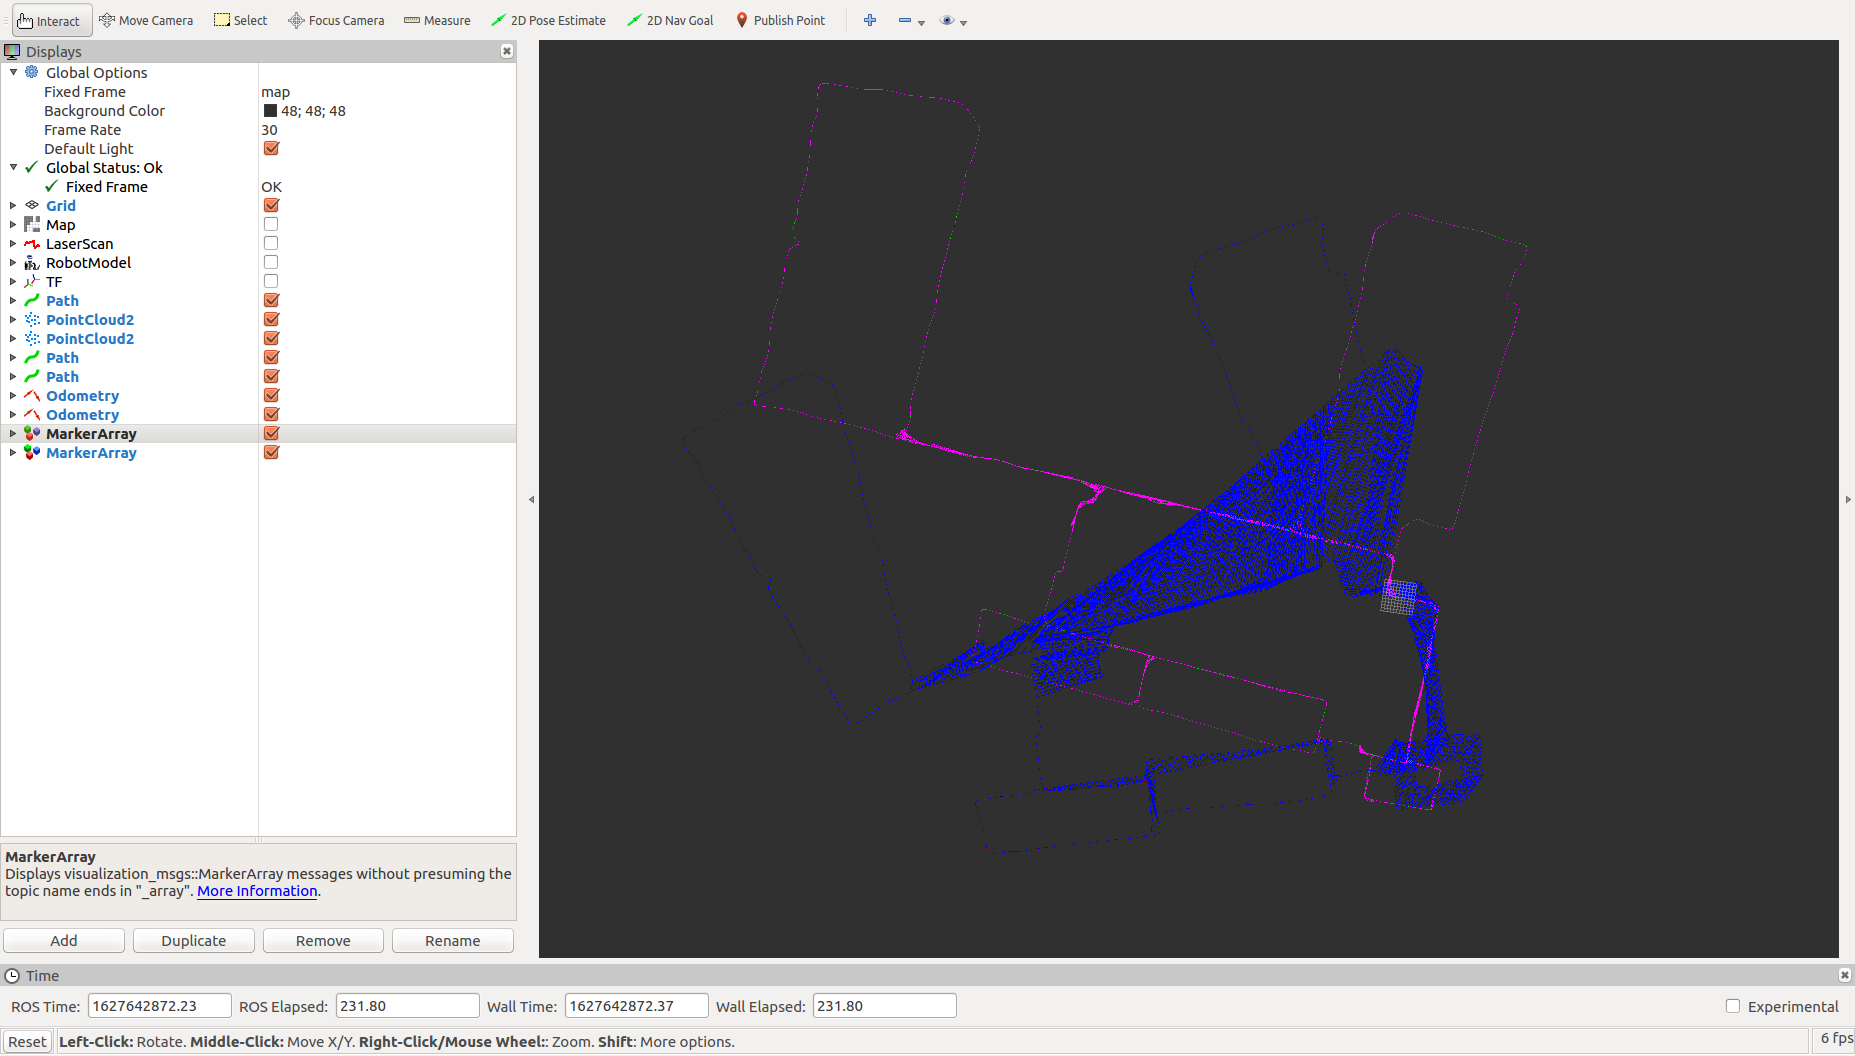 Interact Move Camera Select Focus Camera Measure 2D Pose Estimate 2D Nav Goal Publish Point
Displays
Global Options
Fixed Frame map
Background Color 48; 48; 48
Frame Rate 30
Default Light
Global Status: Ok
Fixed Frame OK
Grid
Map
LaserScan
RobotModel
TF
Path
PointCloud2
PointCloud2
Path
Path
Odometry
Odometry
MarkerArray
MarkerArray
MarkerArray
Displays visualization_msgs::MarkerArray messages without presuming the
topic name ends in "_array". More Information.
Add Duplicate Remove Rename
Time
ROS Time: 1627642872.23 ROS Elapsed: 231.80 Wall Time: 1627642872.37 Wall Elapsed: 231.80 Experimental
Reset Left-Click: Rotate. Middle-Click: Move X/Y. Right-Click/Mouse Wheel:: Zoom. Shift: More options. 6 fps